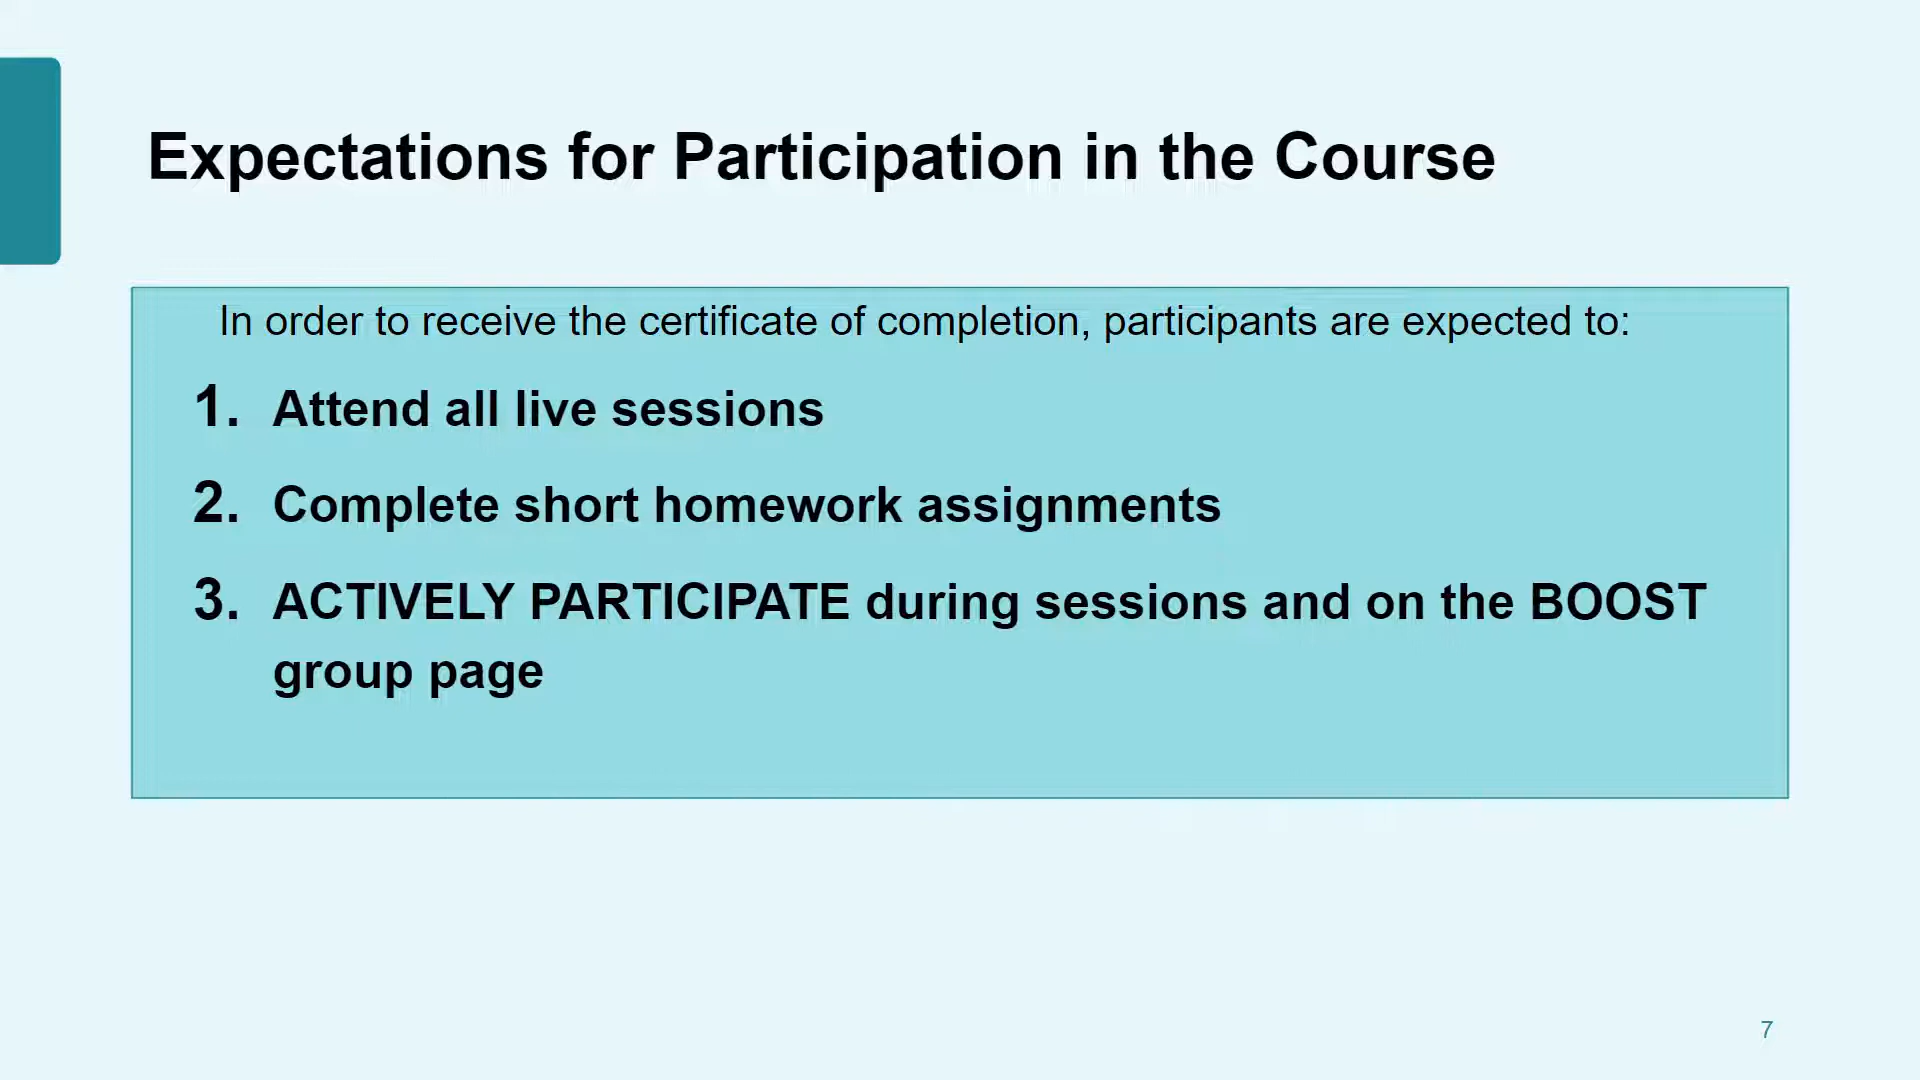 Expectations for Participation in the Course
In order to receive the certificate of completion, participants are expected to:
1. Attend all live sessions
2. Complete short homework assignments
3. ACTIVELY PARTICIPATE during sessions and on the BOOST
group page
7